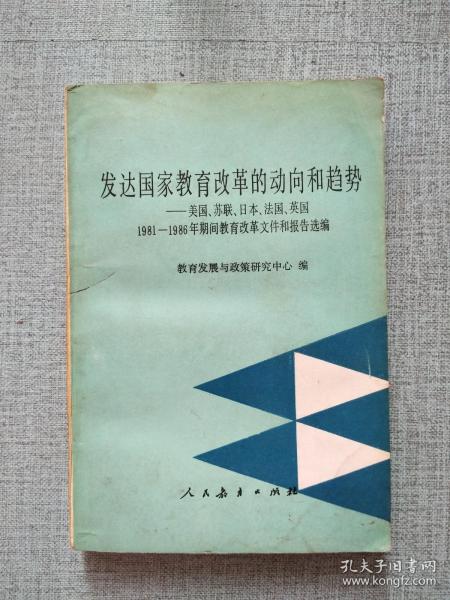 发达国家教育改革的动向和趋势
——美国、苏联、日本、法国、英国
1981—1986年期间教育改革文件和报告选编
教育发展与政策研究中心 编
人民教育出版社
孔夫子旧书网
www.kongfz.com